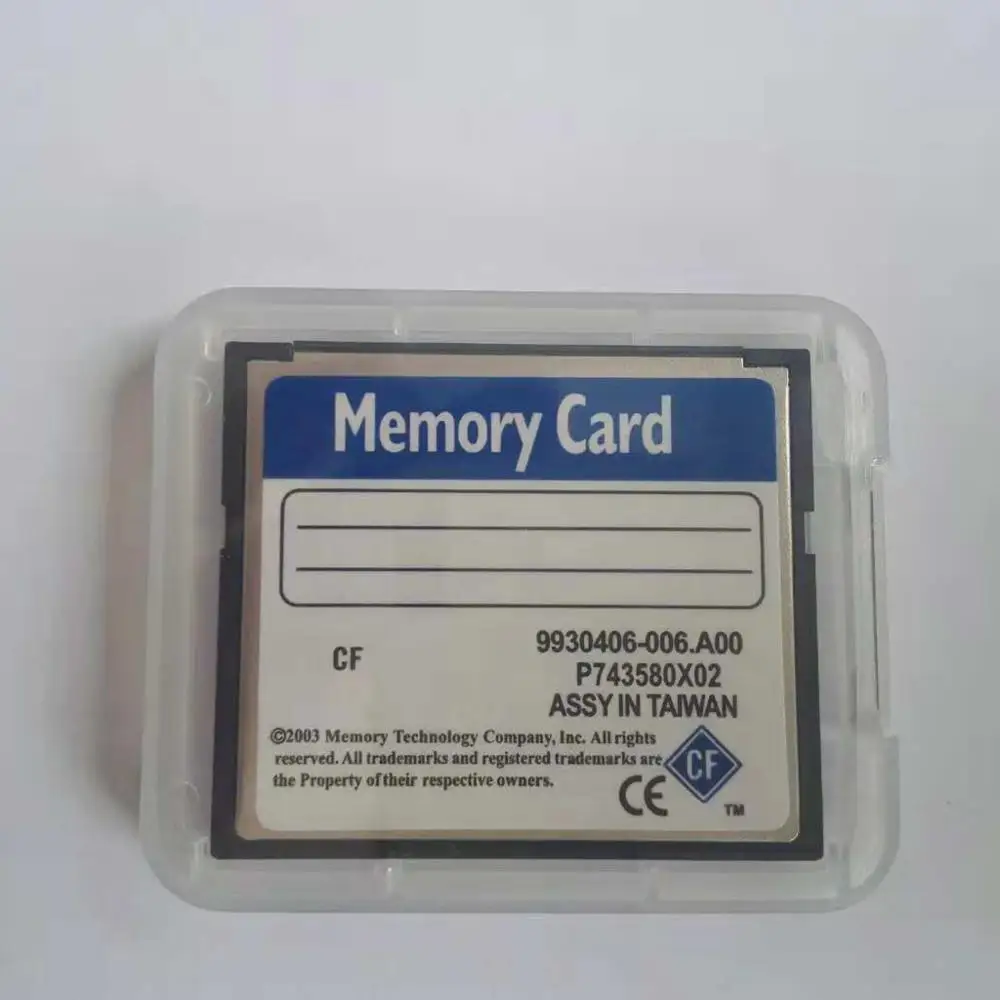 Memory Card
CF
9930406-006.A00
P743580X02
ASSY IN TAIWAN
©2003 Memory Technology Company, Inc. All rights
reserved. All trademarks and registered trademarks are
the Property of their respective owners.
CF
CE
TM